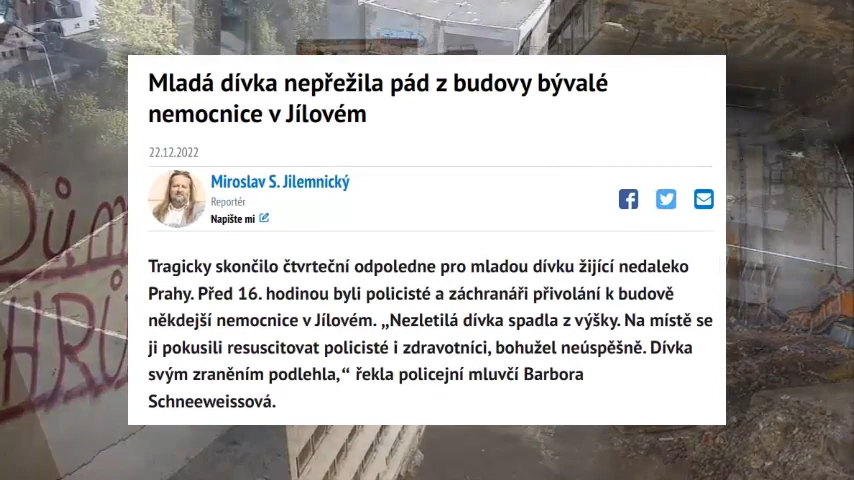 Mladá dívka nepřežila pád z budovy bývalé
nemocnice v Jílovém
22.12.2022
Miroslav S. Jilemnický
Reportér
Napište mi
Tragicky skončilo čtvrteční odpoledne pro mladou dívku žijící nedaleko
Prahy. Před 16. hodinou byli policisté a záchranáři přivoláni k budově
někdejší nemocnice v Jílovém. „Nezletilá dívka spadla z výšky. Na místě se
ji pokusili resuscitovat policisté i zdravotníci, bohužel neúspěšně. Dívka
svým zraněním podlehla,“ řekla policejní mluvčí Barbora
Schneeweissová.
DŮM
HRŮ